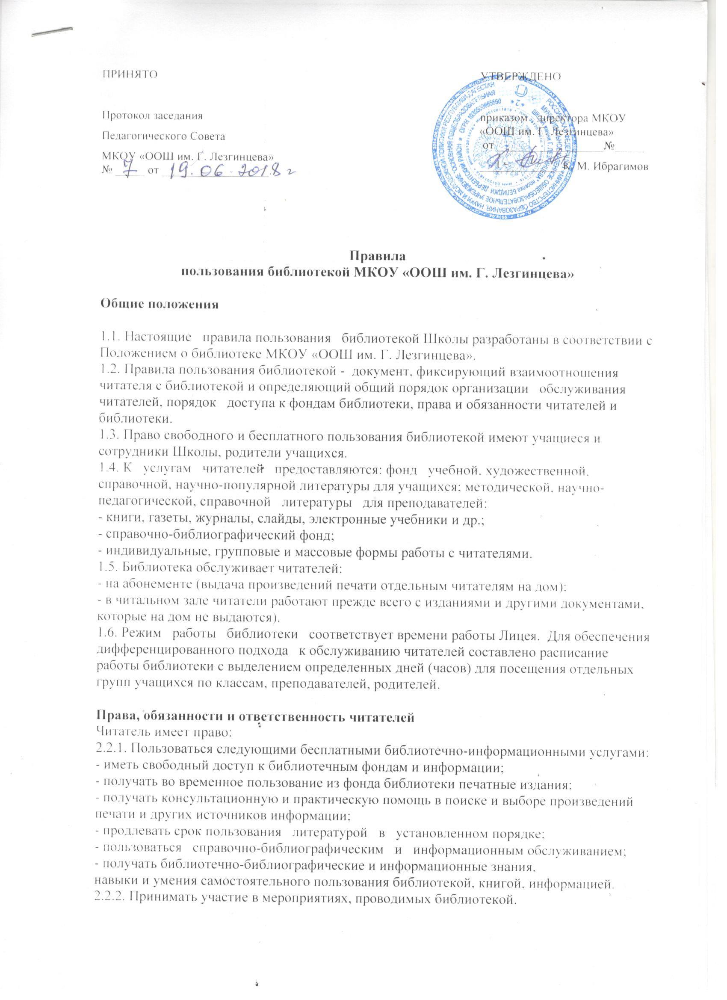 ПРИНЯТО
УТВЕРЖДЕНО
Протокол заседания
Педагогического Совета
МКОУ «ООШ им. Г. Лезгинцева»
№ 7 от 19.06.2018 г
приказом директора МКОУ
«ООШ им. Г. Лезгинцева»
от №
К. М. Ибрагимов
Правила
пользования библиотекой МКОУ «ООШ им. Г. Лезгинцева»
Общие положения
1.1. Настоящие правила пользования библиотекой Школы разработаны в соответствии с
Положением о библиотеке МКОУ «ООШ им. Г. Лезгинцева».
1.2. Правила пользования библиотекой - документ, фиксирующий взаимоотношения
читателя с библиотекой и определяющий общий порядок организации обслуживания
читателей, порядок доступа к фондам библиотеки, права и обязанности читателей и
библиотеки.
1.3. Право свободного и бесплатного пользования библиотекой имеют учащиеся и
сотрудники Школы, родители учащихся.
1.4. К услугам читателей предоставляются: фонд учебной, художественной,
справочной, научно-популярной литературы для учащихся; методической, научно-
педагогической, справочной литературы для преподавателей:
- книги, газеты, журналы, слайды, электронные учебники и др.;
- справочно-библиографический фонд;
- индивидуальные, групповые и массовые формы работы с читателями.
1.5. Библиотека обслуживает читателей:
- на абонементе (выдача произведений печати отдельным читателям на дом);
- в читальном зале читатели работают прежде всего с изданиями и другими документами,
которые на дом не выдаются).
1.6. Режим работы библиотеки соответствует времени работы Лицея. Для обеспечения
дифференцированного подхода к обслуживанию читателей составлено расписание
работы библиотеки с выделением определенных дней (часов) для посещения отдельных
групп учащихся по классам, преподавателей, родителей.
Права, обязанности и ответственность читателей
Читатель имеет право:
2.2.1. Пользоваться следующими бесплатными библиотечно-информационными услугами:
- иметь свободный доступ к библиотечным фондам и информации;
- получать во временное пользование из фонда библиотеки печатные издания;
- получать консультационную и практическую помощь в поиске и выборе произведений
печати и других источников информации;
- продлевать срок пользования литературой в установленном порядке;
- пользоваться справочно-библиографическим и информационным обслуживанием;
- получать библиотечно-библиографические и информационные знания,
навыки и умения самостоятельного пользования библиотекой, книгой, информацией.
2.2.2. Принимать участие в мероприятиях, проводимых библиотекой.